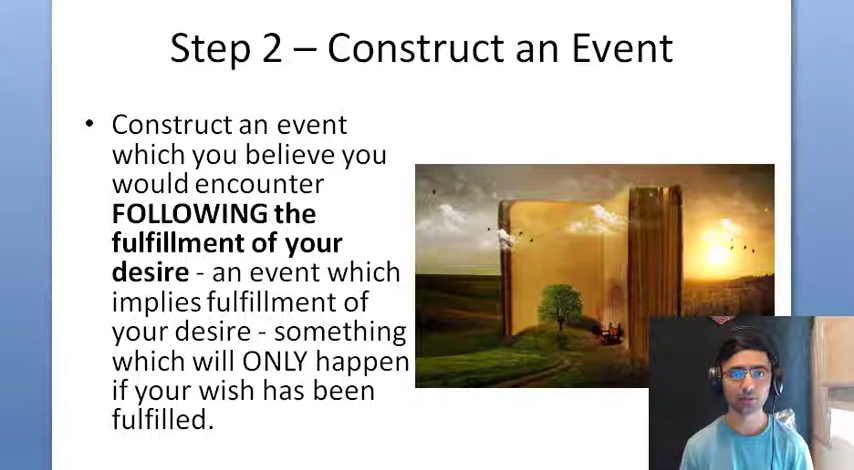 Step 2 – Construct an Event
• Construct an event
which you believe you
would encounter
FOLLOWING the
fulfillment of your
desire - an event which
implies fulfillment of
your desire - something
which will ONLY happen
if your wish has been
fulfilled.